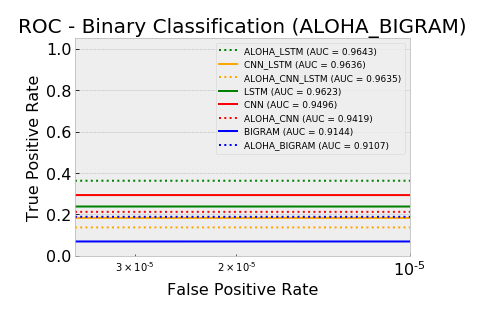 ROC - Binary Classification (ALOHA_BIGRAM)
1.0
0.8
0.6
0.4
0.2
0.0
True Positive Rate
ALOHA_LSTM (AUC = 0.9643)
CNN_LSTM (AUC = 0.9636)
ALOHA_CNN_LSTM (AUC = 0.9635)
LSTM (AUC = 0.9623)
CNN (AUC = 0.9496)
ALOHA_CNN (AUC = 0.9419)
BIGRAM (AUC = 0.9144)
ALOHA_BIGRAM (AUC = 0.9107)
3 × 10⁻⁵ 2 × 10⁻⁵ 10⁻⁵
False Positive Rate